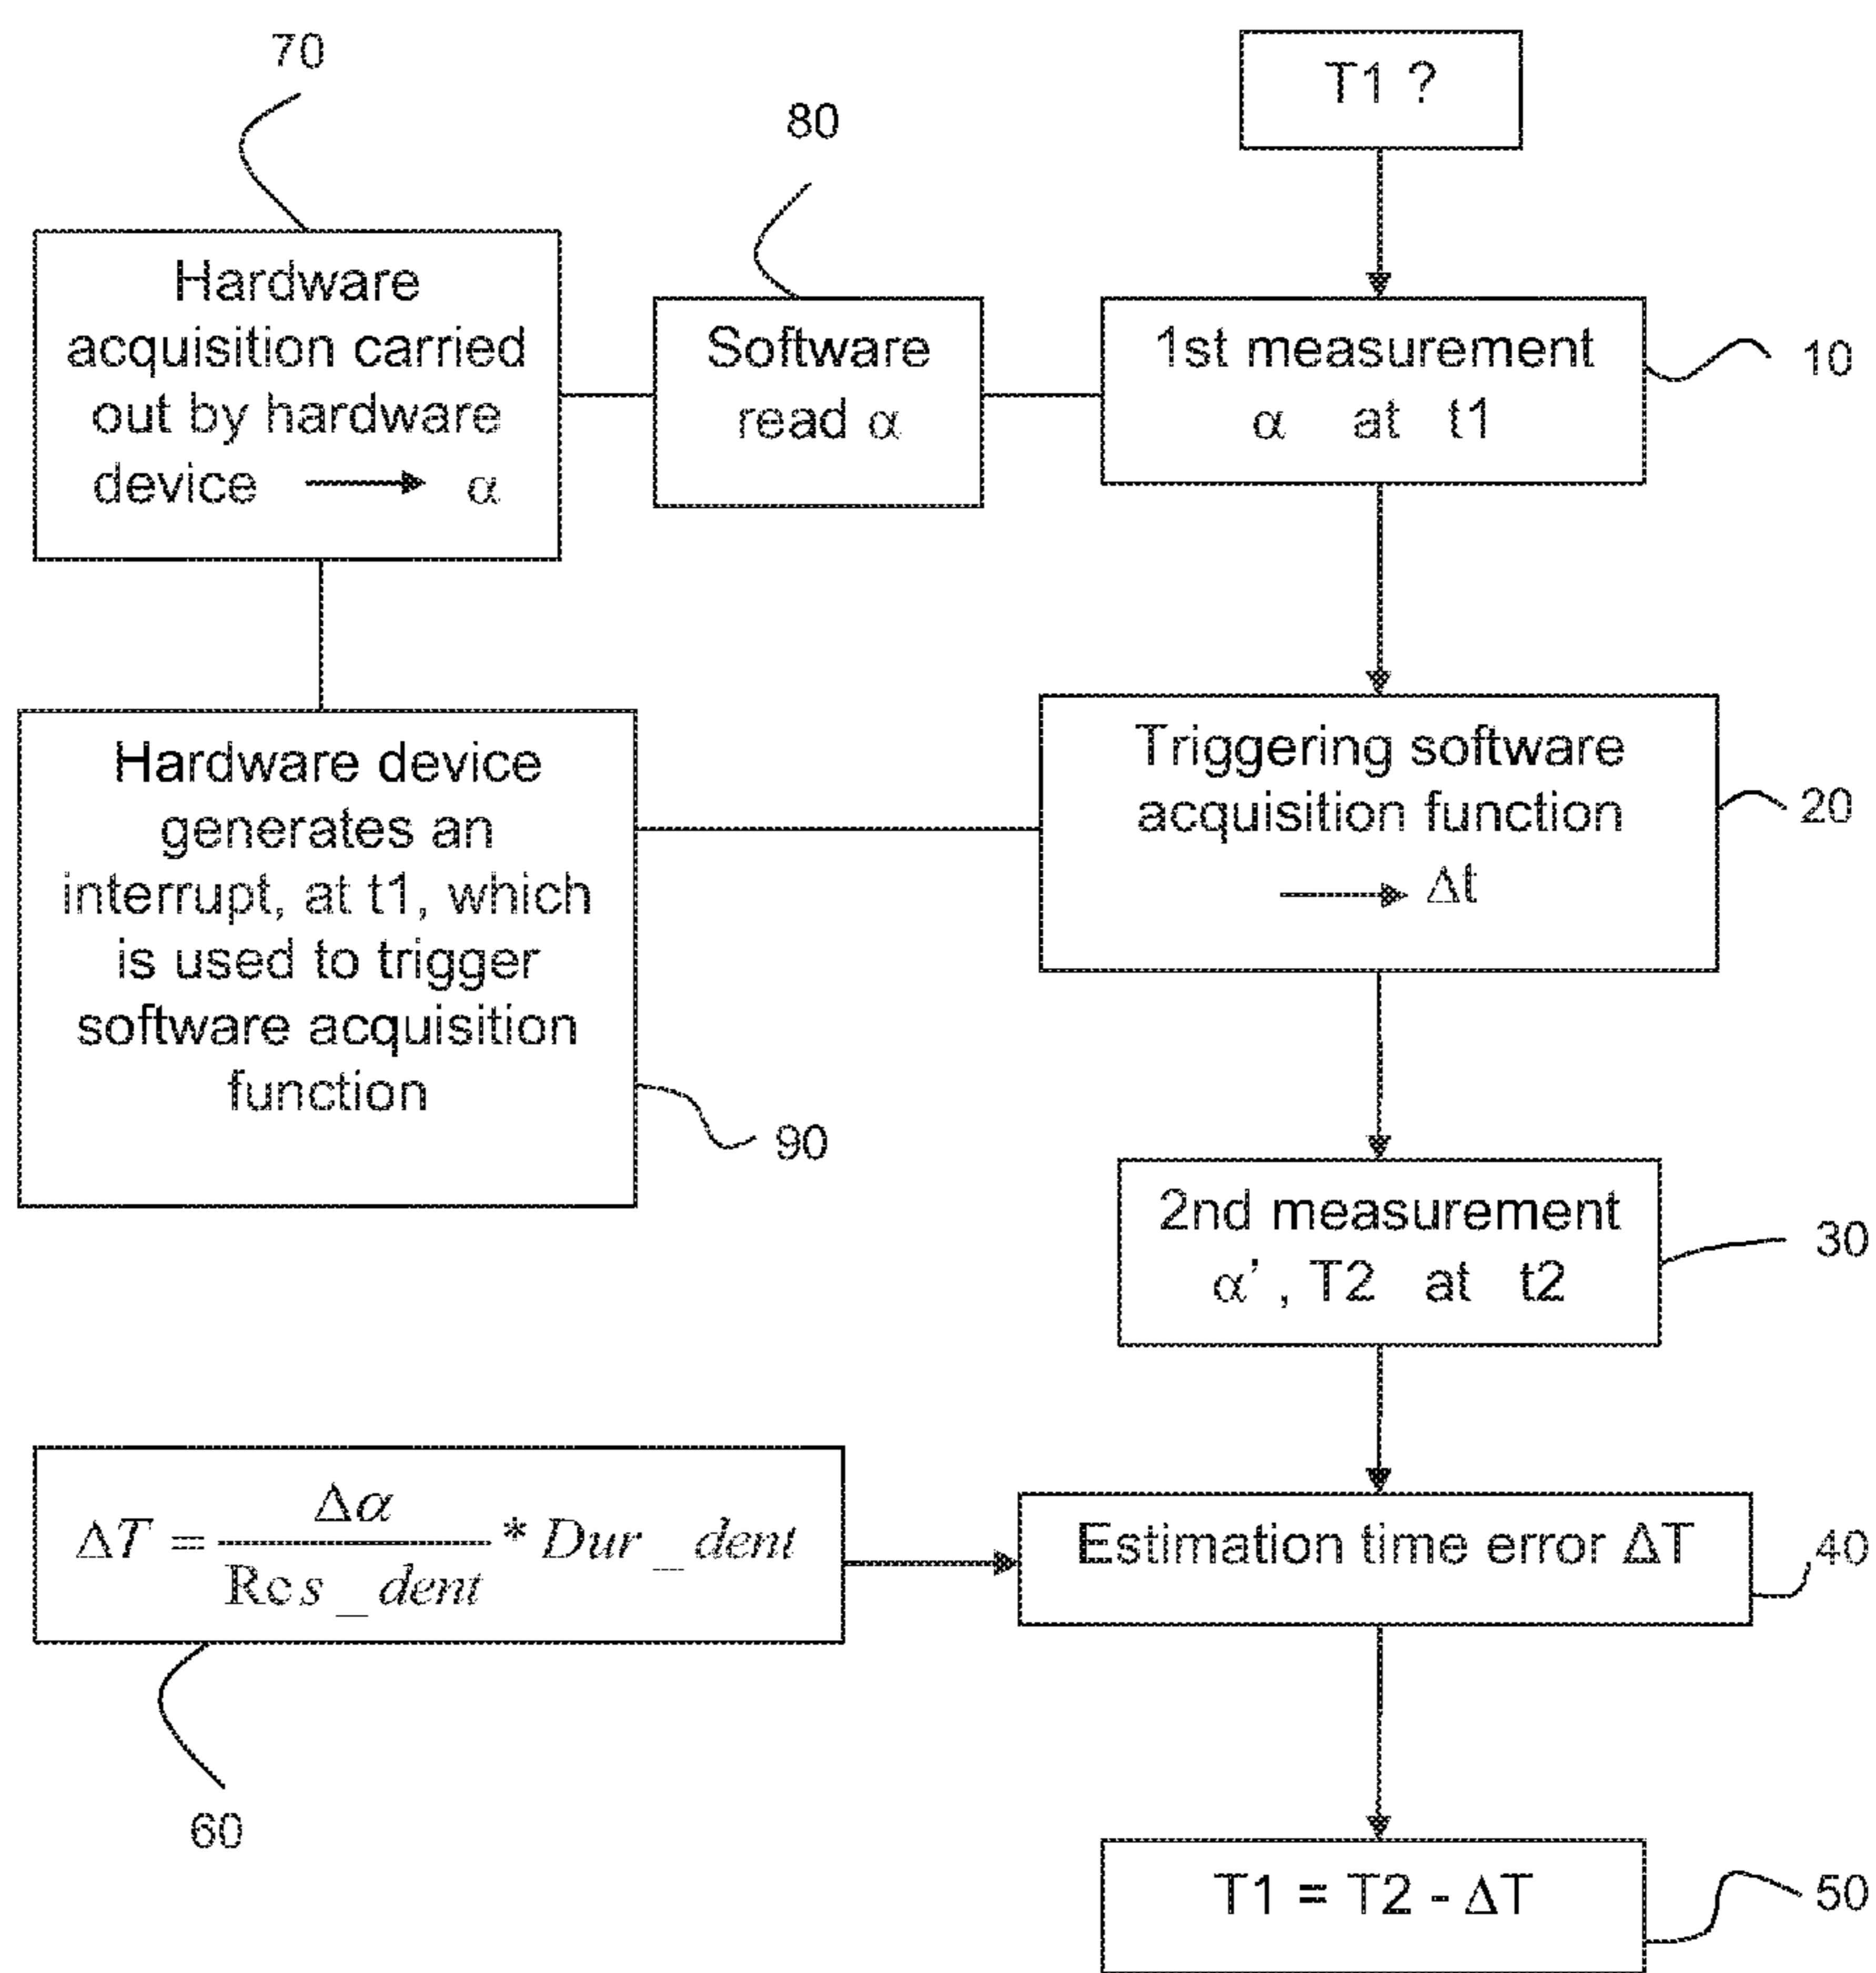 70
T1 ?
80
Hardware
acquisition carried
out by hardware
device → α
Software
read α
1st measurement
α at t1
10
Hardware device
generates an
interrupt, at t1, which
is used to trigger
software acquisition
function
90
Triggering software
acquisition function
→ Δt
20
2nd measurement
α' , T2 at t2
30
ΔT = Δα / Res_dent * Dur_dent
60
Estimation time error ΔT
40
T1 = T2 - ΔT
50